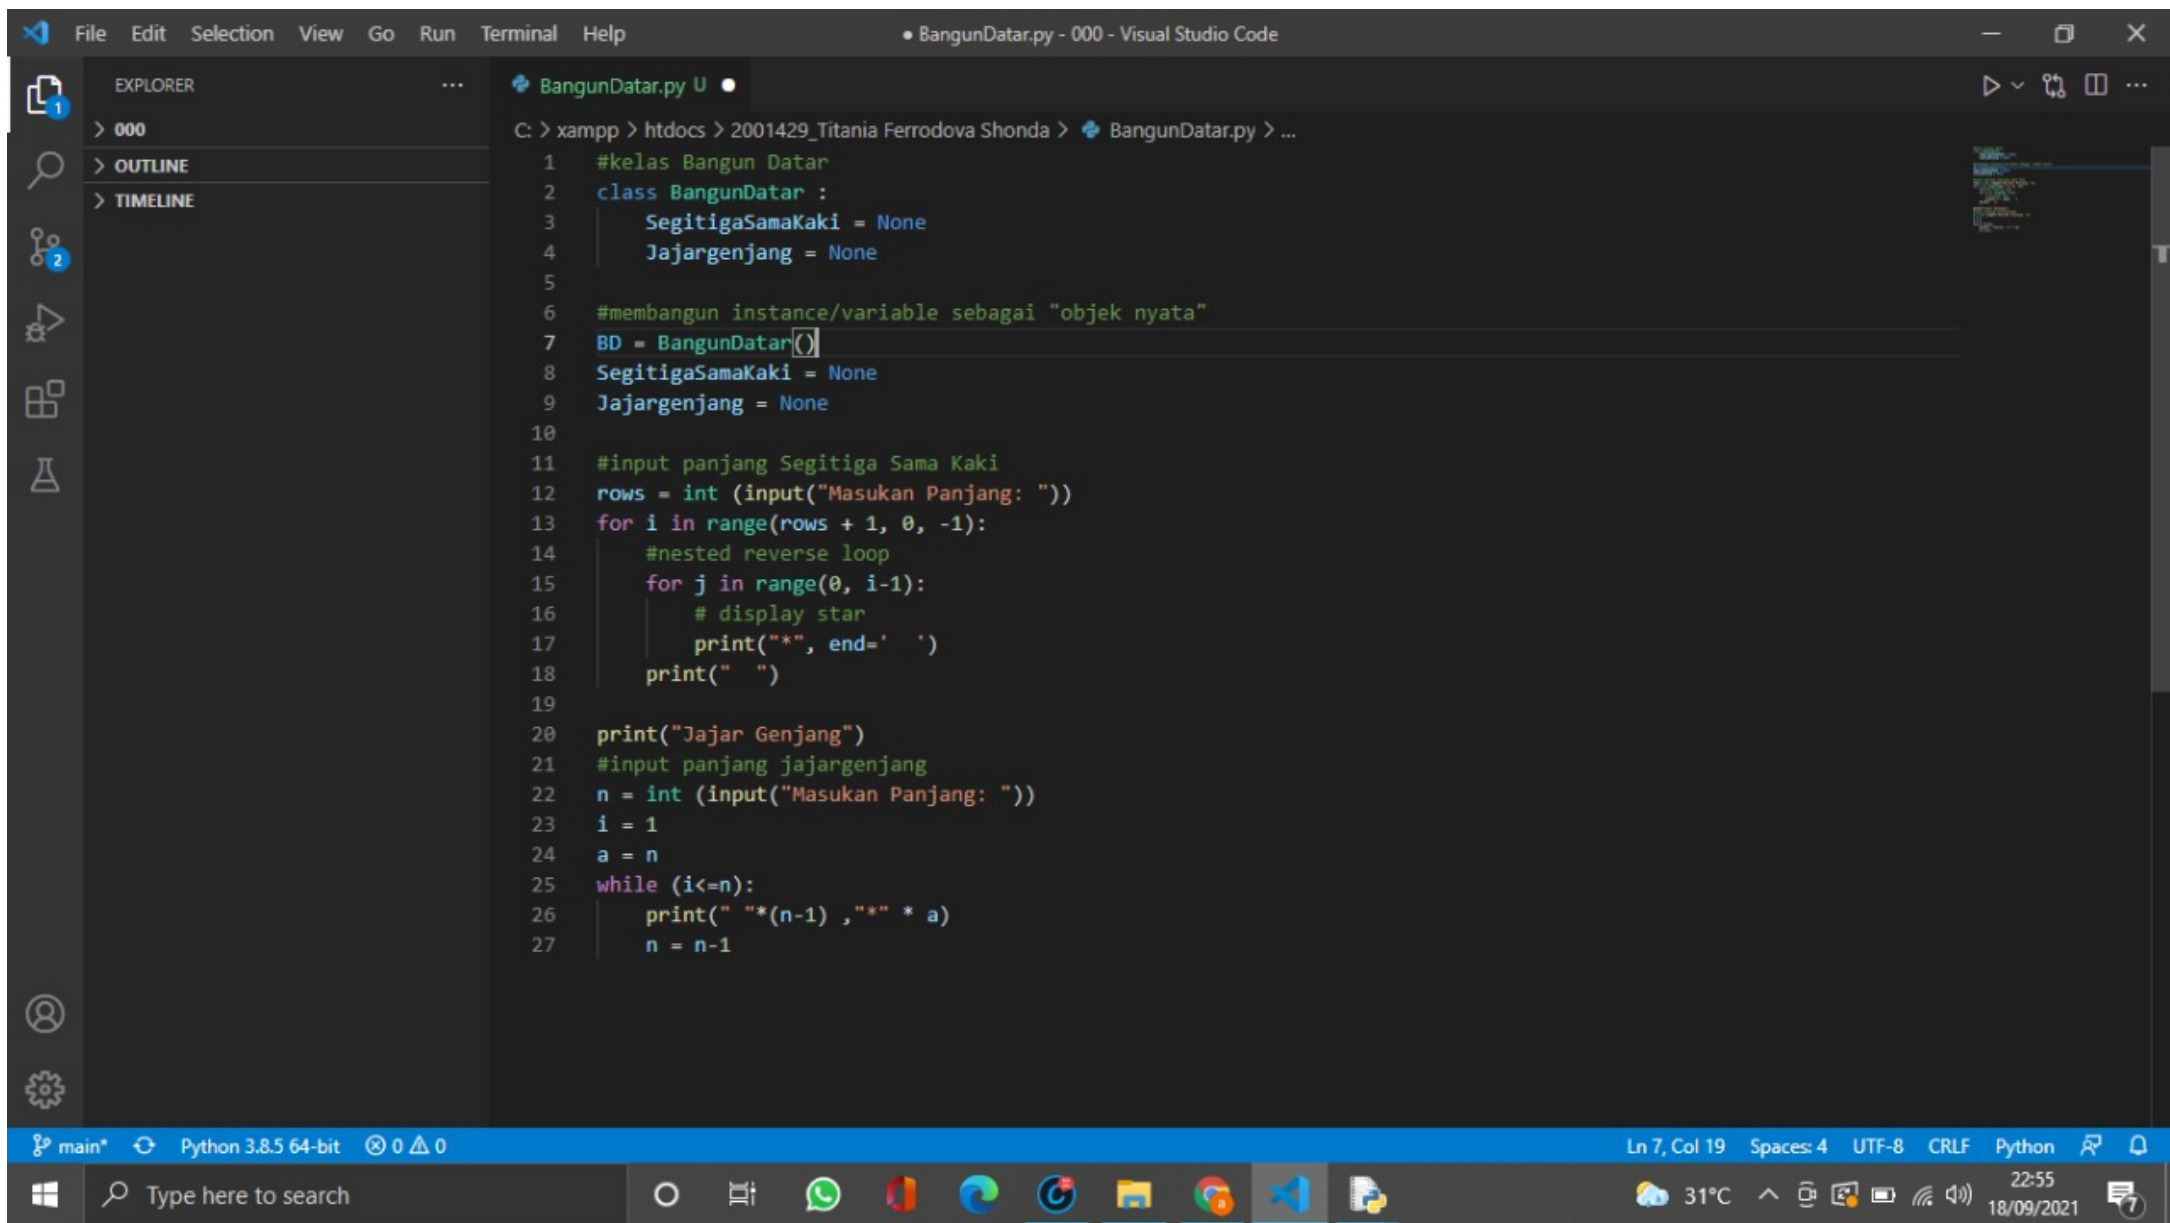 File Edit Selection View Go Run Terminal Help
● BangunDatar.py - 000 - Visual Studio Code
EXPLORER
BangunDatar.py U ●
> 000
> OUTLINE
> TIMELINE
C: > xampp > htdocs > 2001429_Titania Ferrodova Shonda > BangunDatar.py > ...
1 #kelas Bangun Datar
2 class BangunDatar :
3     SegitigaSamaKaki = None
4     Jajargenjang = None
5
6 #membangun instance/variable sebagai "objek nyata"
7 BD = BangunDatar()
8 SegitigaSamaKaki = None
9 Jajargenjang = None
10
11 #input panjang Segitiga Sama Kaki
12 rows = int (input("Masukan Panjang: "))
13 for i in range(rows + 1, 0, -1):
14     #nested reverse loop
15     for j in range(0, i-1):
16         # display star
17         print("*", end='  ')
18     print("  ")
19
20 print("Jajar Genjang")
21 #input panjang jajargenjang
22 n = int (input("Masukan Panjang: "))
23 i = 1
24 a = n
25 while (i<=n):
26     print(" "*(n-1) ,"*" * a)
27     n = n-1
1
2
main* Python 3.8.5 64-bit 0 0
Ln 7, Col 19 Spaces: 4 UTF-8 CRLF Python
Type here to search
31°C
22:55
18/09/2021
7